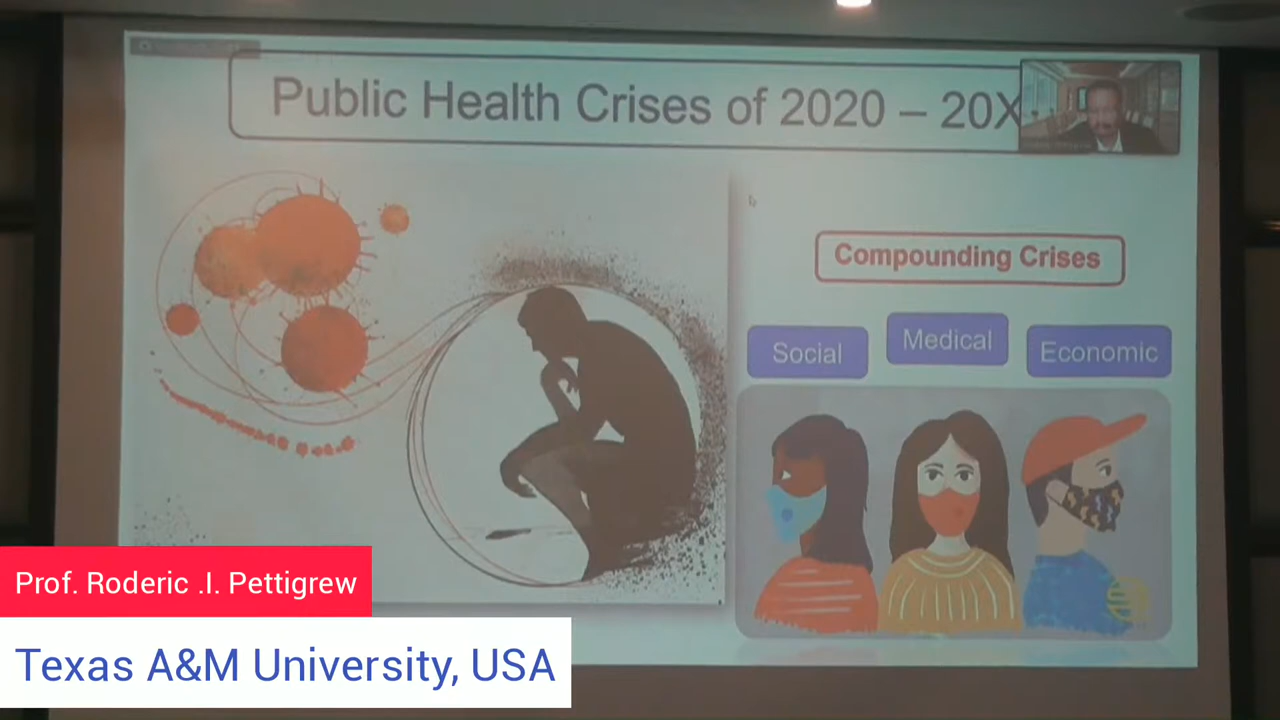 Public Health Crises of 2020 – 20X
Compounding Crises
Social
Medical
Economic
Prof. Roderic .I. Pettigrew
Texas A&M University, USA